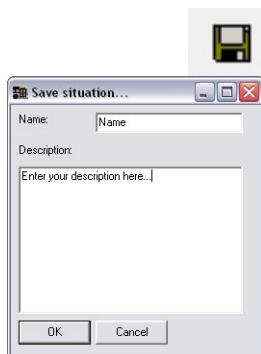 Save situation...
Name: Name
Description:
Enter your description here...
OK Cancel